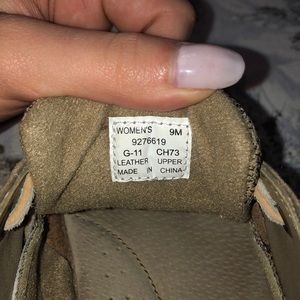 WOMEN'S 9M
9276619
G-11 CH73
LEATHER UPPER
MADE IN CHINA